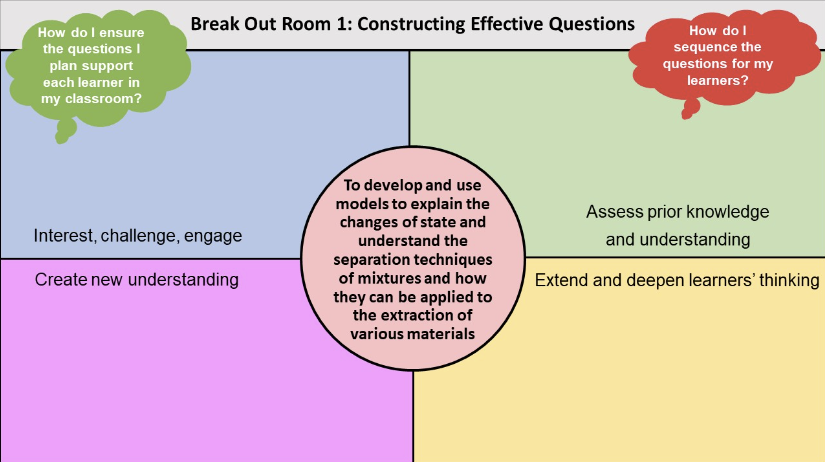 Break Out Room 1: Constructing Effective Questions
How do I ensure
the questions I
plan support
each learner in
my classroom?
How do I
sequence the
questions for my
learners?
Interest, challenge, engage
Assess prior knowledge
and understanding
To develop and use
models to explain the
changes of state and
understand the
separation techniques
of mixtures and how
they can be applied to
the extraction of
various materials
Create new understanding
Extend and deepen learners’ thinking